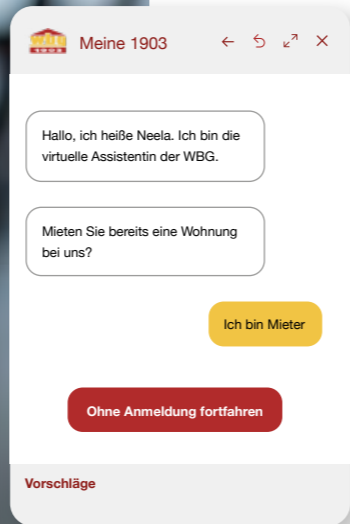 Meine 1903
Hallo, ich heiße Neela. Ich bin die
virtuelle Assistentin der WBG.
Mieten Sie bereits eine Wohnung
bei uns?
Ich bin Mieter
Ohne Anmeldung fortfahren
Vorschläge